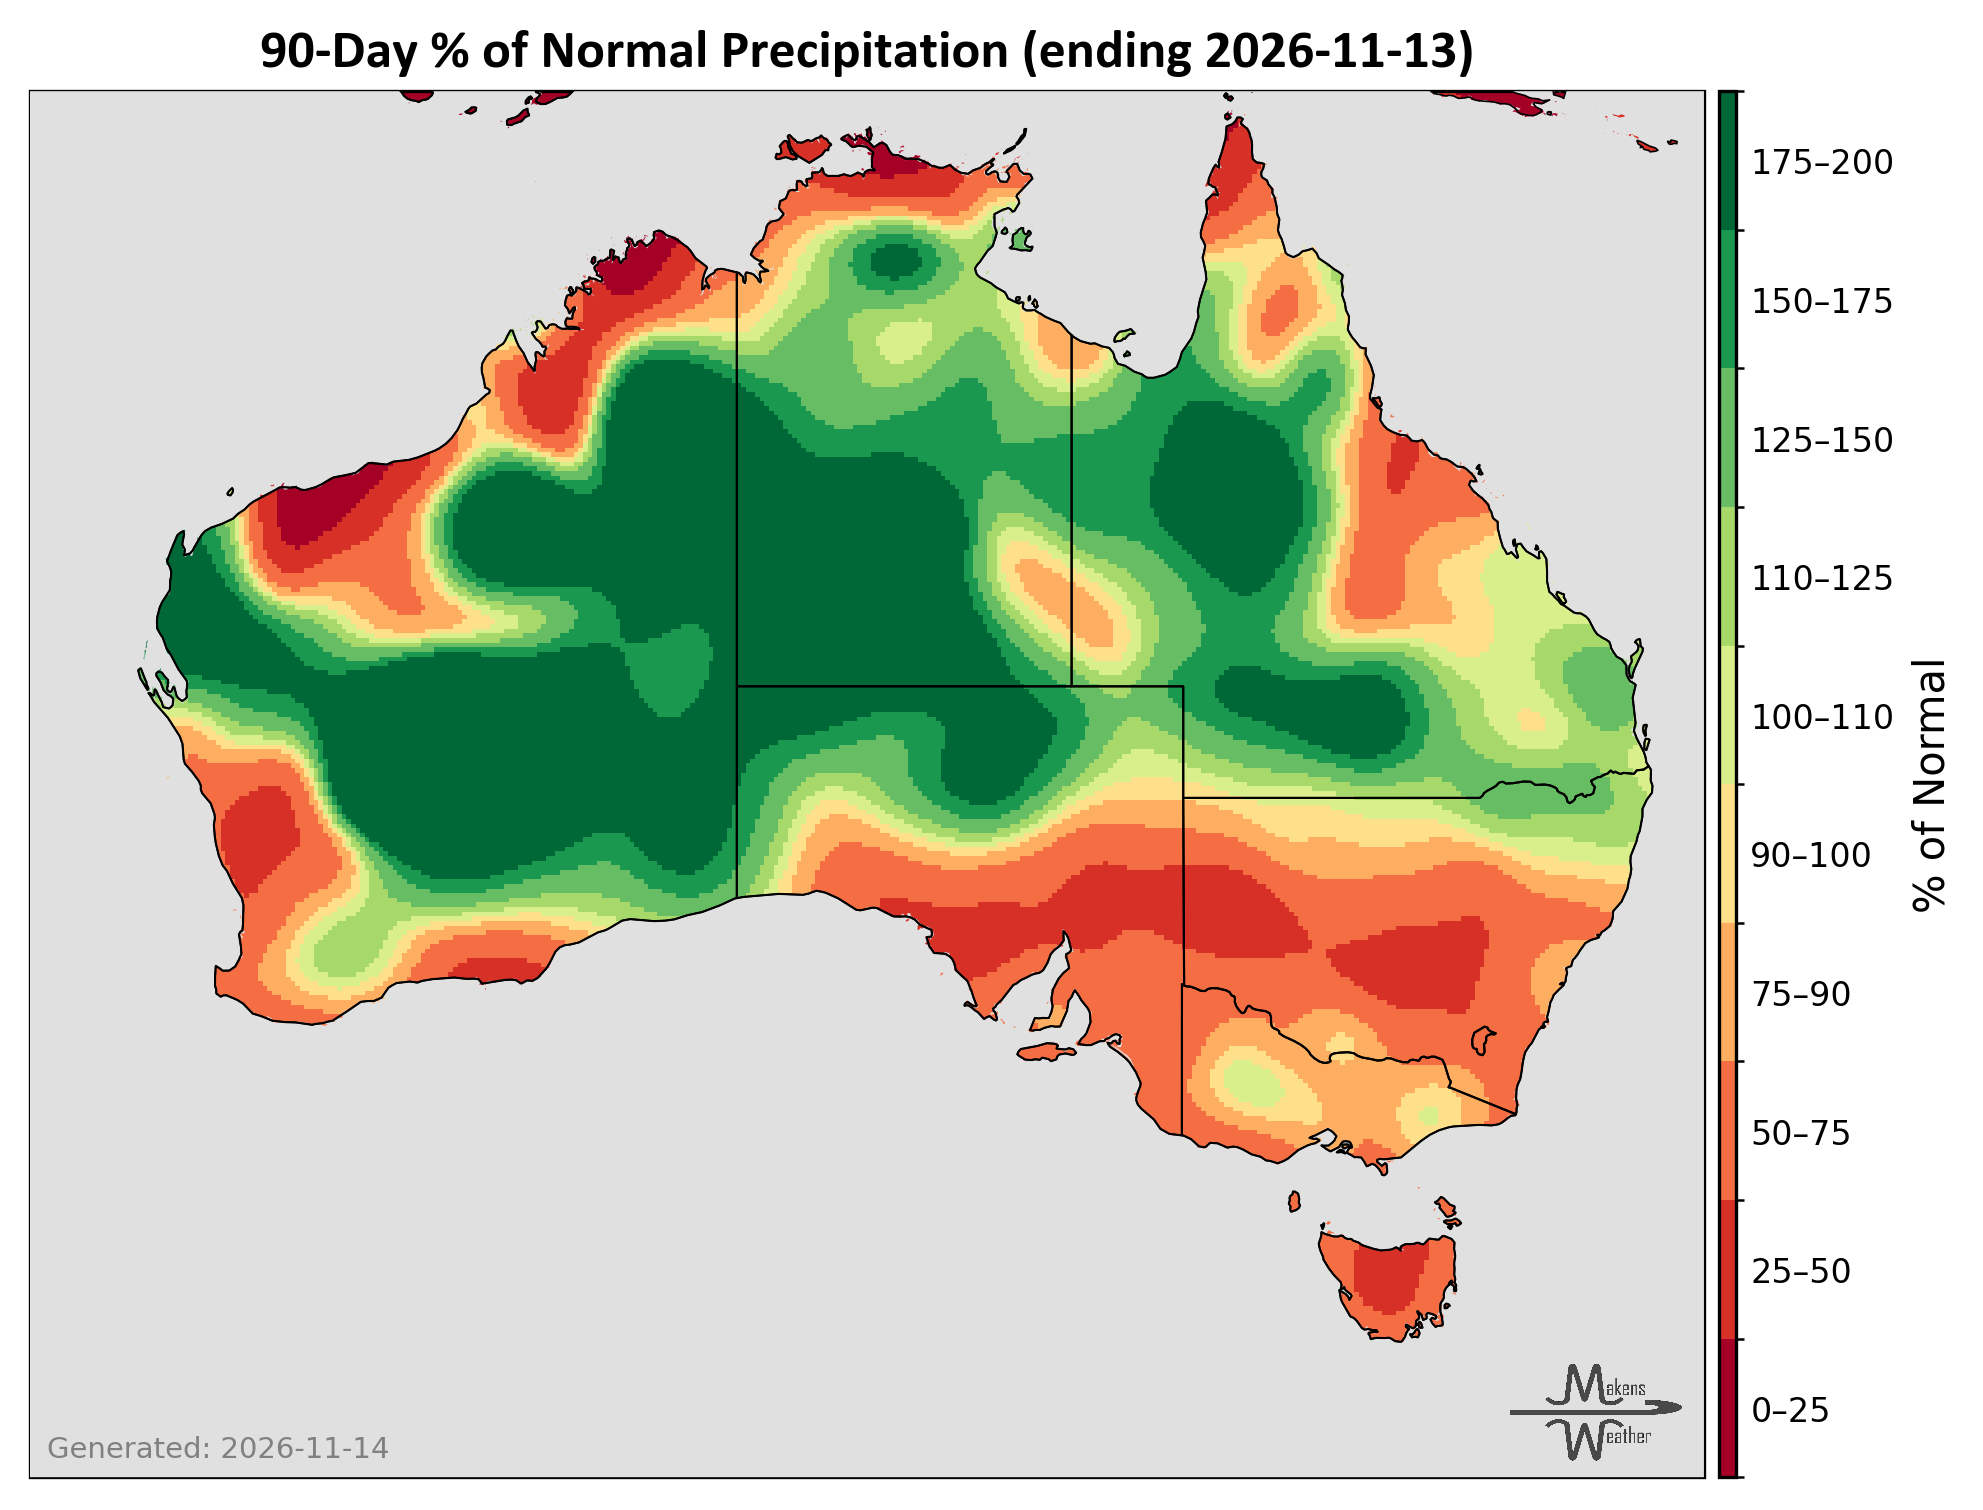 90-Day % of Normal Precipitation (ending 2026-11-13)
175–200
150–175
125–150
110–125
100–110
90–100
75–90
50–75
25–50
0–25
% of Normal
Makens
Weather
Generated: 2026-11-14